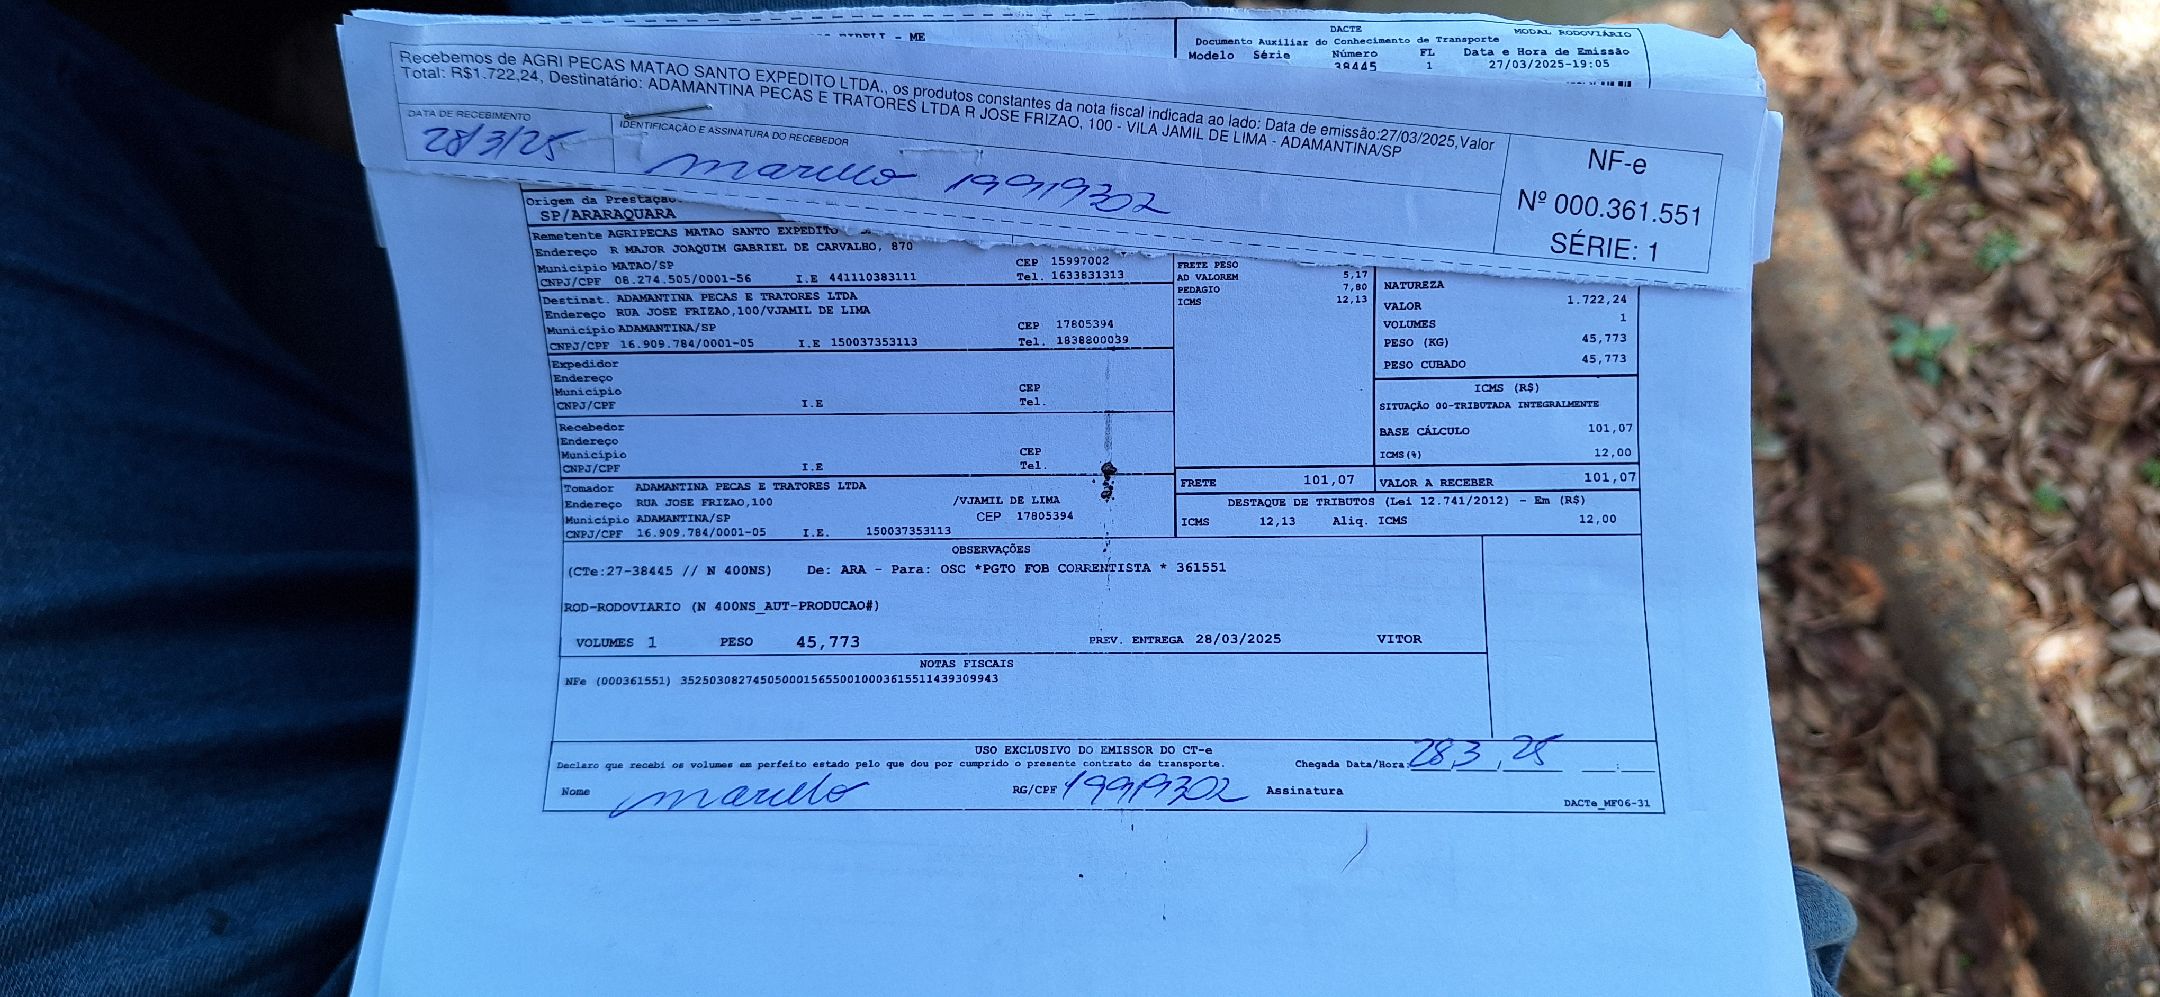 - ME
DACTE
MODAL RODOVIÁRIO
Documento Auxiliar do Conhecimento de Transporte
Modelo Série Número FL Data e Hora de Emissão
38445 1 27/03/2025-19:05
Recebemos de AGRI PECAS MATAO SANTO EXPEDITO LTDA., os produtos constantes da nota fiscal indicada ao lado: Data de emissão:27/03/2025,Valor
Total: R$1.722,24, Destinatário: ADAMANTINA PECAS E TRATORES LTDA R JOSE FRIZAO, 100 - VILA JAMIL DE LIMA - ADAMANTINA/SP
DATA DE RECEBIMENTO
28/3/25
IDENTIFICAÇÃO E ASSINATURA DO RECEBEDOR
19919302
NF-e
Nº 000.361.551
SÉRIE: 1
Origem da Prestação
SP/ARARAQUARA
Remetente AGRIPECAS MATAO SANTO EXPEDITO
Endereço R MAJOR JOAQUIM GABRIEL DE CARVALHO, 870
Município MATAO/SP CEP 15997002
CNPJ/CPF 08.274.505/0001-56 I.E 441110383111 Tel. 1633831313
Destinat. ADAMANTINA PECAS E TRATORES LTDA
Endereço RUA JOSE FRIZAO,100/VJAMIL DE LIMA
Município ADAMANTINA/SP CEP 17805394
CNPJ/CPF 16.909.784/0001-05 I.E 150037353113 Tel. 1838800039
Expedidor
Endereço
Município CEP
CNPJ/CPF I.E Tel.
Recebedor
Endereço
Município CEP
CNPJ/CPF I.E Tel.
Tomador ADAMANTINA PECAS E TRATORES LTDA
Endereço RUA JOSE FRIZAO,100 /VJAMIL DE LIMA
Município ADAMANTINA/SP CEP 17805394
CNPJ/CPF 16.909.784/0001-05 I.E. 150037353113
FRETE PESO
AD VALOREM 5,17
PEDAGIO 7,80
ICMS 12,13
FRETE 101,07
NATUREZA
VALOR 1.722,24
VOLUMES 1
PESO (KG) 45,773
PESO CUBADO 45,773
ICMS (R$)
SITUAÇÃO 00-TRIBUTADA INTEGRALMENTE
BASE CÁLCULO 101,07
ICMS(%) 12,00
VALOR A RECEBER 101,07
DESTAQUE DE TRIBUTOS (Lei 12.741/2012) - Em (R$)
ICMS 12,13 Aliq. ICMS 12,00
OBSERVAÇÕES
(CTe:27-38445 // N 400NS) De: ARA - Para: OSC *PGTO FOB CORRENTISTA * 361551
ROD-RODOVIARIO (N 400NS_AUT-PRODUCAO#)
VOLUMES 1 PESO 45,773 PREV. ENTREGA 28/03/2025 VITOR
NOTAS FISCAIS
NFe (000361551) 35250308274505000156550010003615511439309943
USO EXCLUSIVO DO EMISSOR DO CT-e
Declaro que recebi os volumes em perfeito estado pelo que dou por cumprido o presente contrato de transporte. Chegada Data/Hora: 28 3 25
Nome RG/CPF 19919302 Assinatura
DACTe_MF06-31